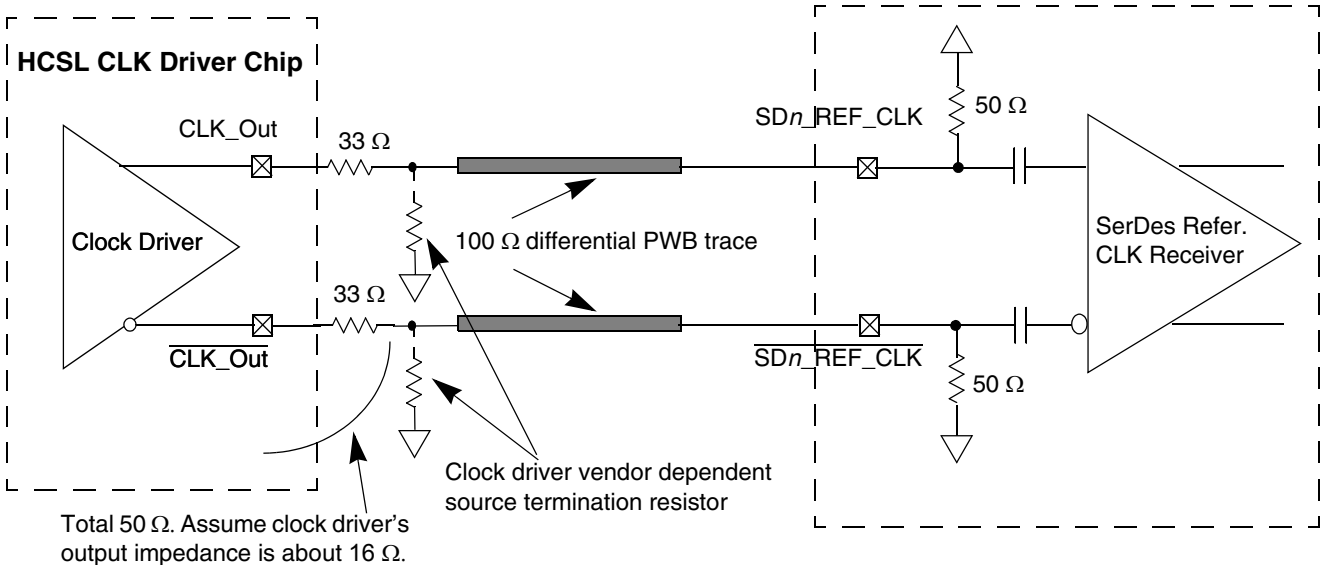 HCSL CLK Driver Chip
CLK_Out
33 Ω
SDn_REF_CLK
50 Ω
Clock Driver
100 Ω differential PWB trace
SerDes Refer.
CLK Receiver
33 Ω
CLK_Out
SDn_REF_CLK
50 Ω
Clock driver vendor dependent
source termination resistor
Total 50 Ω. Assume clock driver's
output impedance is about 16 Ω.